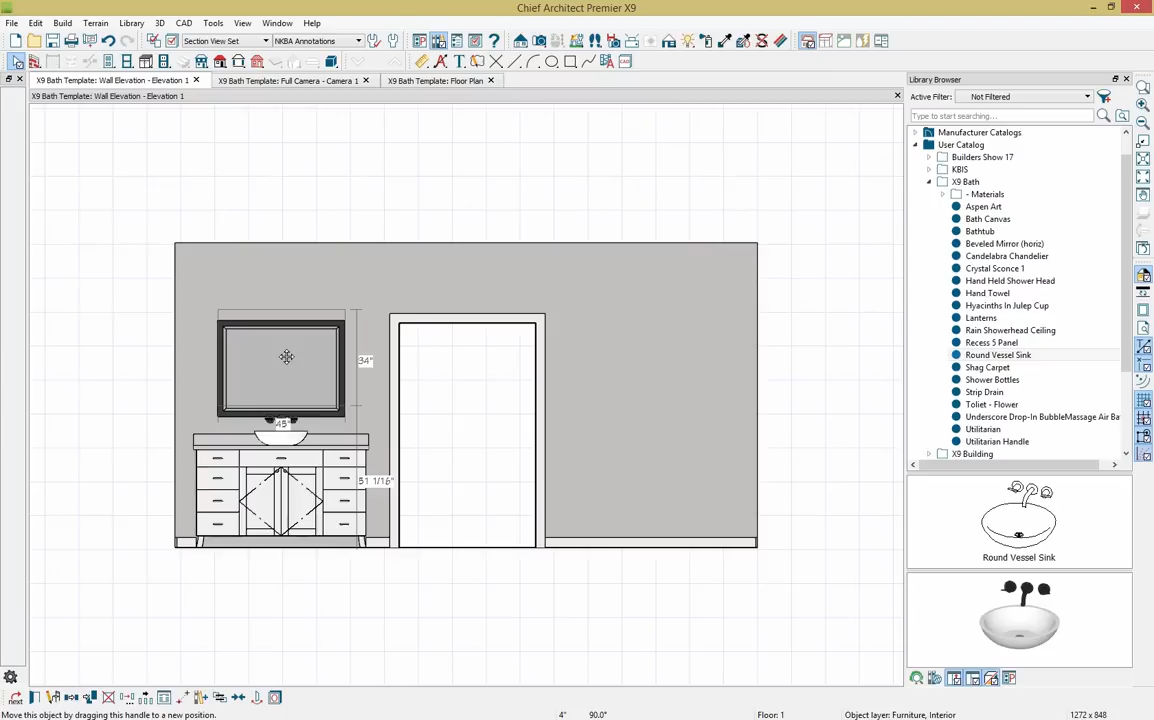 Chief Architect Premier X9
File Edit Build Terrain Library 3D CAD Tools View Window Help
Section View Set NKBA Annotations
X9 Bath Template: Wall Elevation - Elevation 1 X9 Bath Template: Full Camera - Camera 1 X9 Bath Template: Floor Plan
X9 Bath Template: Wall Elevation - Elevation 1
Library Browser
Active Filter: Not Filtered
Type to start searching...
Manufacturer Catalogs
User Catalog
Builders Show 17
KBIS
X9 Bath
- Materials
Aspen Art
Bath Canvas
Bathtub
Beveled Mirror (horiz)
Candelabra Chandelier
Crystal Sconce 1
Hand Held Shower Head
Hand Towel
Hyacinths In Julep Cup
Lanterns
Rain Showerhead Ceiling
Recess 5 Panel
Round Vessel Sink
Shag Carpet
Shower Bottles
Strip Drain
Toliet - Flower
Underscore Drop-In BubbleMassage Air Ba
Utilitarian
Utilitarian Handle
X9 Building
34"
45"
51 1/16"
Round Vessel Sink
next
Move this object by dragging this handle to a new position. 4" 90.0° Floor: 1 Object layer: Furniture, Interior 1272 x 848